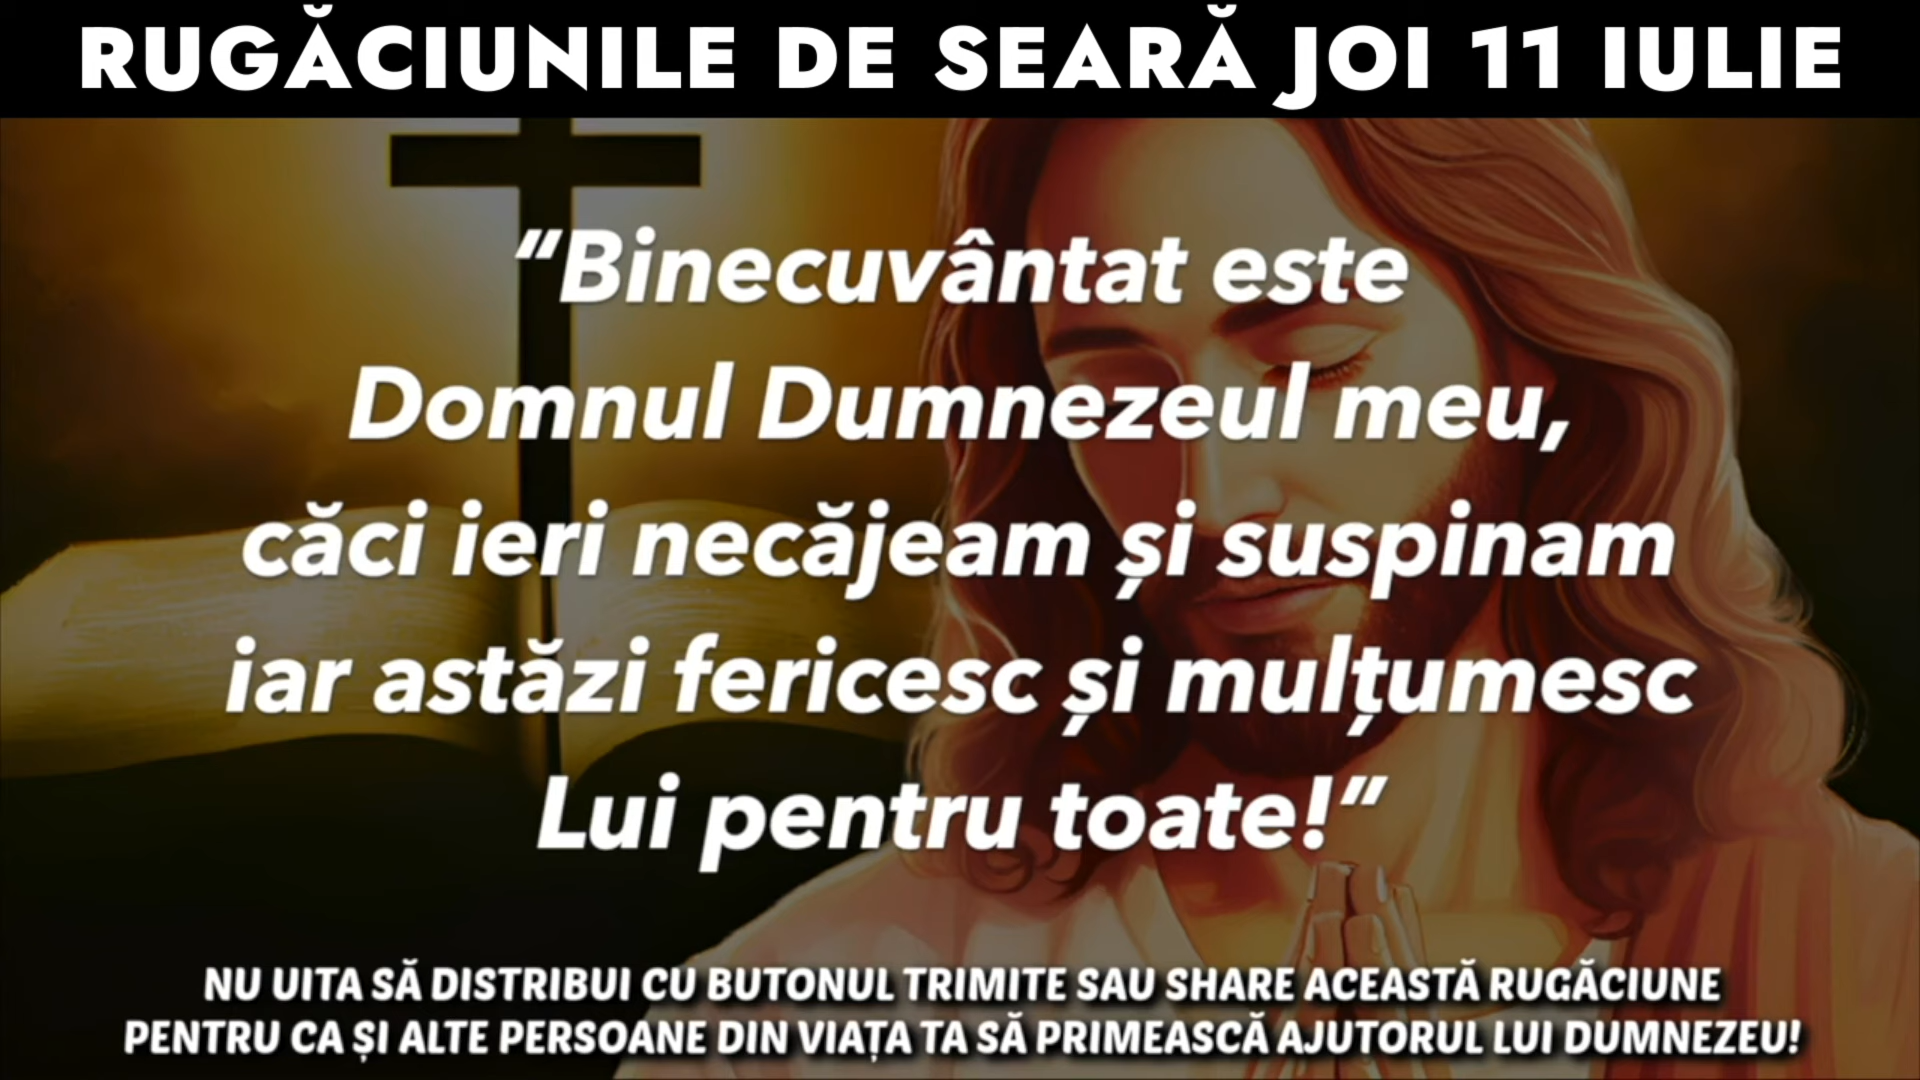 RUGĂCIUNILE DE SEARĂ JOI 11 IULIE
“Binecuvântat este
Domnul Dumnezeul meu,
căci ieri necăjeam și suspinam
iar astăzi fericesc și mulțumesc
Lui pentru toate!”
NU UITA SĂ DISTRIBUI CU BUTONUL TRIMITE SAU SHARE ACEASTĂ RUGĂCIUNE
PENTRU CA ȘI ALTE PERSOANE DIN VIAȚA TA SĂ PRIMEASCĂ AJUTORUL LUI DUMNEZEU!